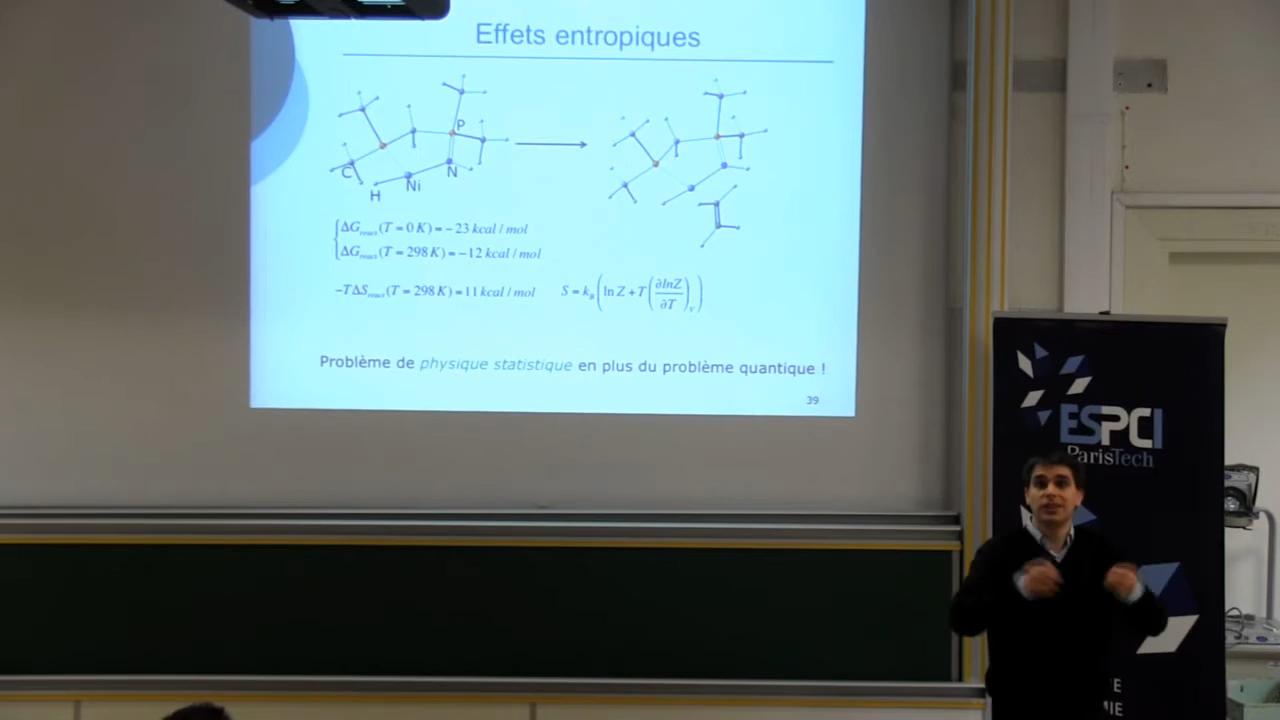 Effets entropiques
P
C
H
Ni
N
ΔG_react(T = 0 K) = − 23 kcal / mol
ΔG_react(T = 298 K) = −12 kcal / mol
−TΔS_react(T = 298 K) = 11 kcal / mol
S = k_B(ln Z + T(∂lnZ/∂T)_V)
Problème de physique statistique en plus du problème quantique !
39
ESPCI
ParisTech